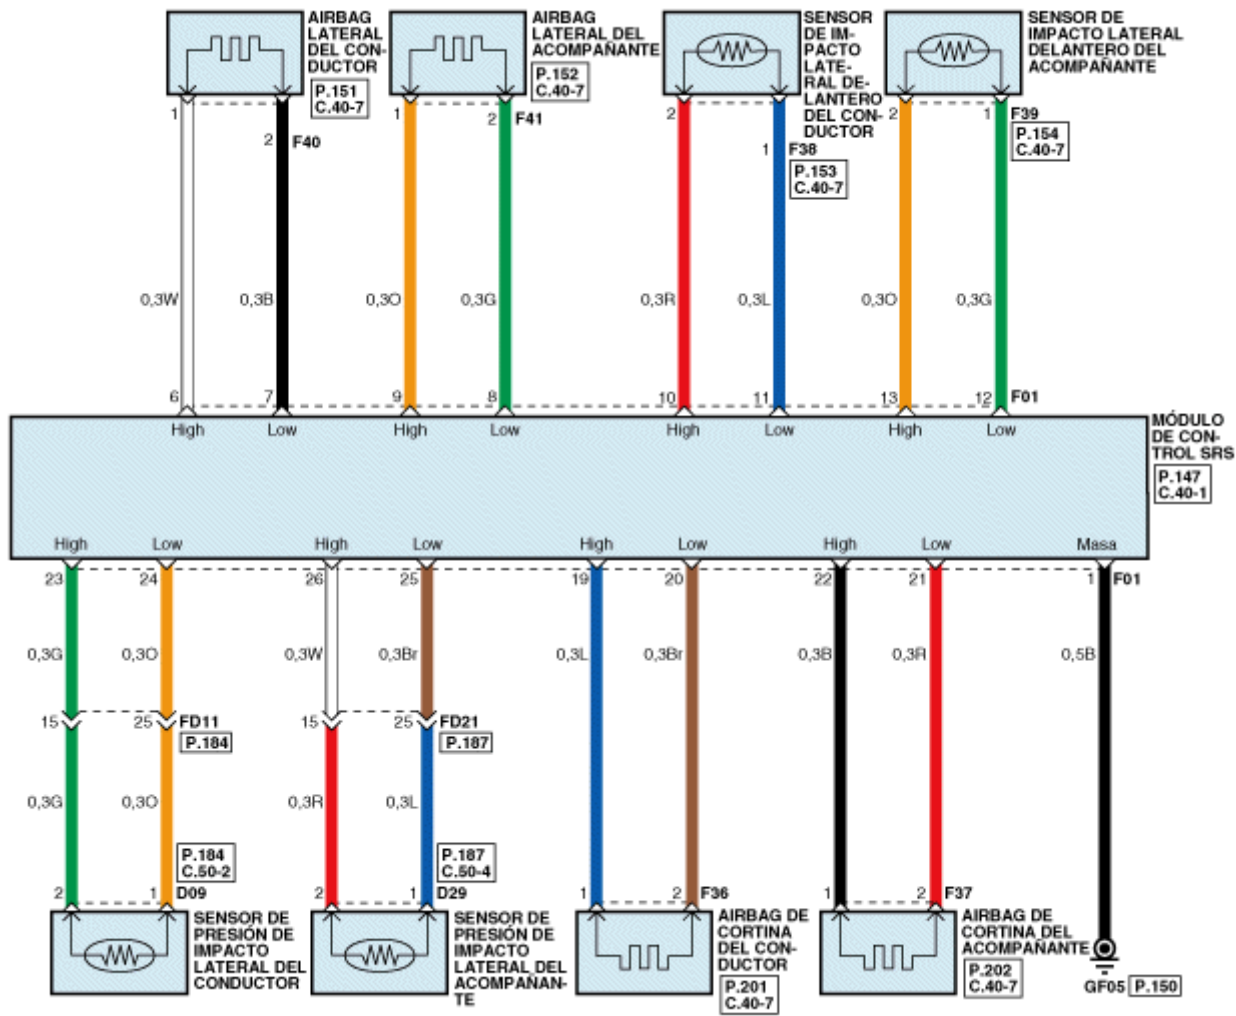 AIRBAG
LATERAL
DEL CON-
DUCTOR
P.151
C.40-7
AIRBAG
LATERAL DEL
ACOMPAÑANTE
P.152
C.40-7
SENSOR
DE IM-
PACTO
LATE-
RAL DE-
LANTERO
DEL CON-
DUCTOR
P.153
C.40-7
SENSOR DE
IMPACTO LATERAL
DELANTERO DEL
ACOMPAÑANTE
P.154
C.40-7
1 2 F40 1 2 F41 2 1 F38 2 1 F39
0,3W 0,3B 0,3O 0,3G 0,3R 0,3L 0,3O 0,3G
6 7 9 8 10 11 13 12 F01
High Low High Low High Low High Low
MÓDULO
DE CON-
TROL SRS
P.147
C.40-1
High Low High Low High Low High Low Masa
23 24 26 25 19 20 22 21 1 F01
0,3G 0,3O 0,3W 0,3Br 0,3L 0,3Br 0,3B 0,3R 0,5B
15 25 FD11 15 25 FD21
P.184 P.187
0,3G 0,3O 0,3R 0,3L
P.184
C.50-2
P.187
C.50-4
2 1 D09 2 1 D29 1 2 F36 1 2 F37
SENSOR DE
PRESIÓN DE
IMPACTO
LATERAL DEL
CONDUCTOR
SENSOR DE
PRESIÓN DE
IMPACTO
LATERAL DEL
ACOMPAÑAN-
TE
AIRBAG DE
CORTINA
DEL CON-
DUCTOR
P.201
C.40-7
AIRBAG DE
CORTINA DEL
ACOMPAÑANTE
P.202
C.40-7
GF05 P.150